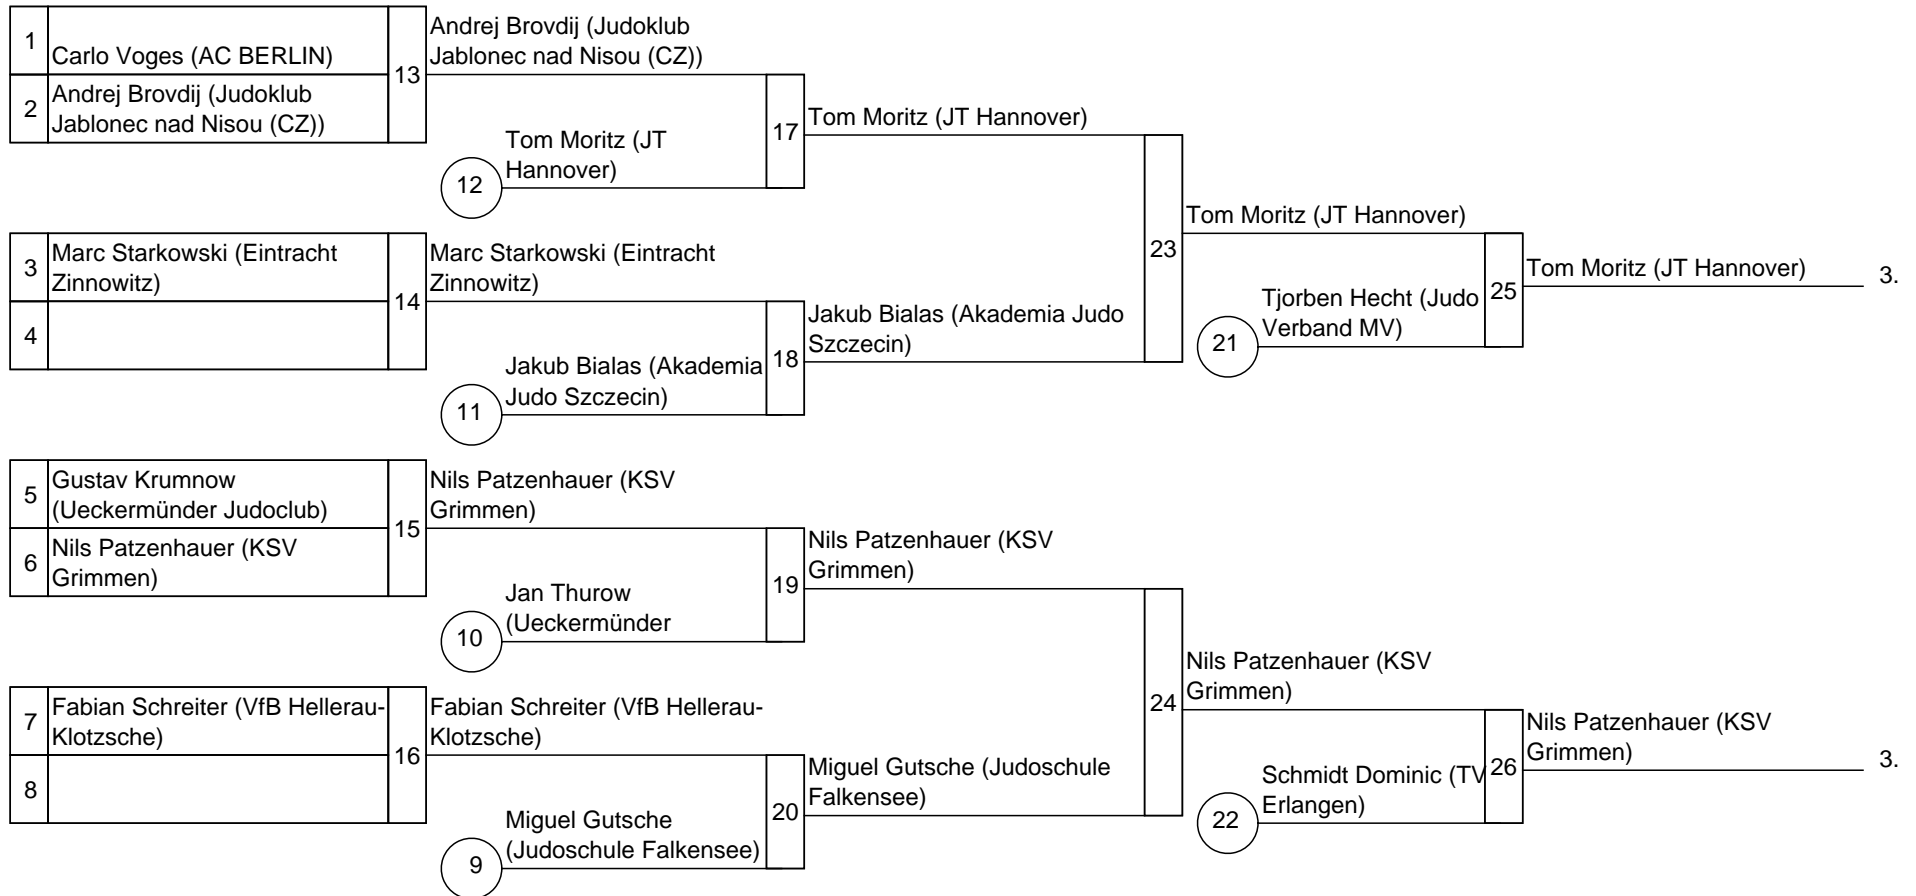 1
Carlo Voges (AC BERLIN)
2
Andrej Brovdij (Judoklub
Jablonec nad Nisou (CZ))
13
Andrej Brovdij (Judoklub
Jablonec nad Nisou (CZ))
12
Tom Moritz (JT
Hannover)
17
Tom Moritz (JT Hannover)
3
Marc Starkowski (Eintracht
Zinnowitz)
4
14
Marc Starkowski (Eintracht
Zinnowitz)
11
Jakub Bialas (Akademia
Judo Szczecin)
18
Jakub Bialas (Akademia Judo
Szczecin)
23
Tom Moritz (JT Hannover)
21
Tjorben Hecht (Judo
Verband MV)
25
Tom Moritz (JT Hannover)
3.
5
Gustav Krumnow
(Ueckermünder Judoclub)
6
Nils Patzenhauer (KSV
Grimmen)
15
Nils Patzenhauer (KSV
Grimmen)
10
Jan Thurow
(Ueckermünder
19
Nils Patzenhauer (KSV
Grimmen)
7
Fabian Schreiter (VfB Hellerau-
Klotzsche)
8
16
Fabian Schreiter (VfB Hellerau-
Klotzsche)
9
Miguel Gutsche
(Judoschule Falkensee)
20
Miguel Gutsche (Judoschule
Falkensee)
24
Nils Patzenhauer (KSV
Grimmen)
22
Schmidt Dominic (TV
Erlangen)
26
Nils Patzenhauer (KSV
Grimmen)
3.